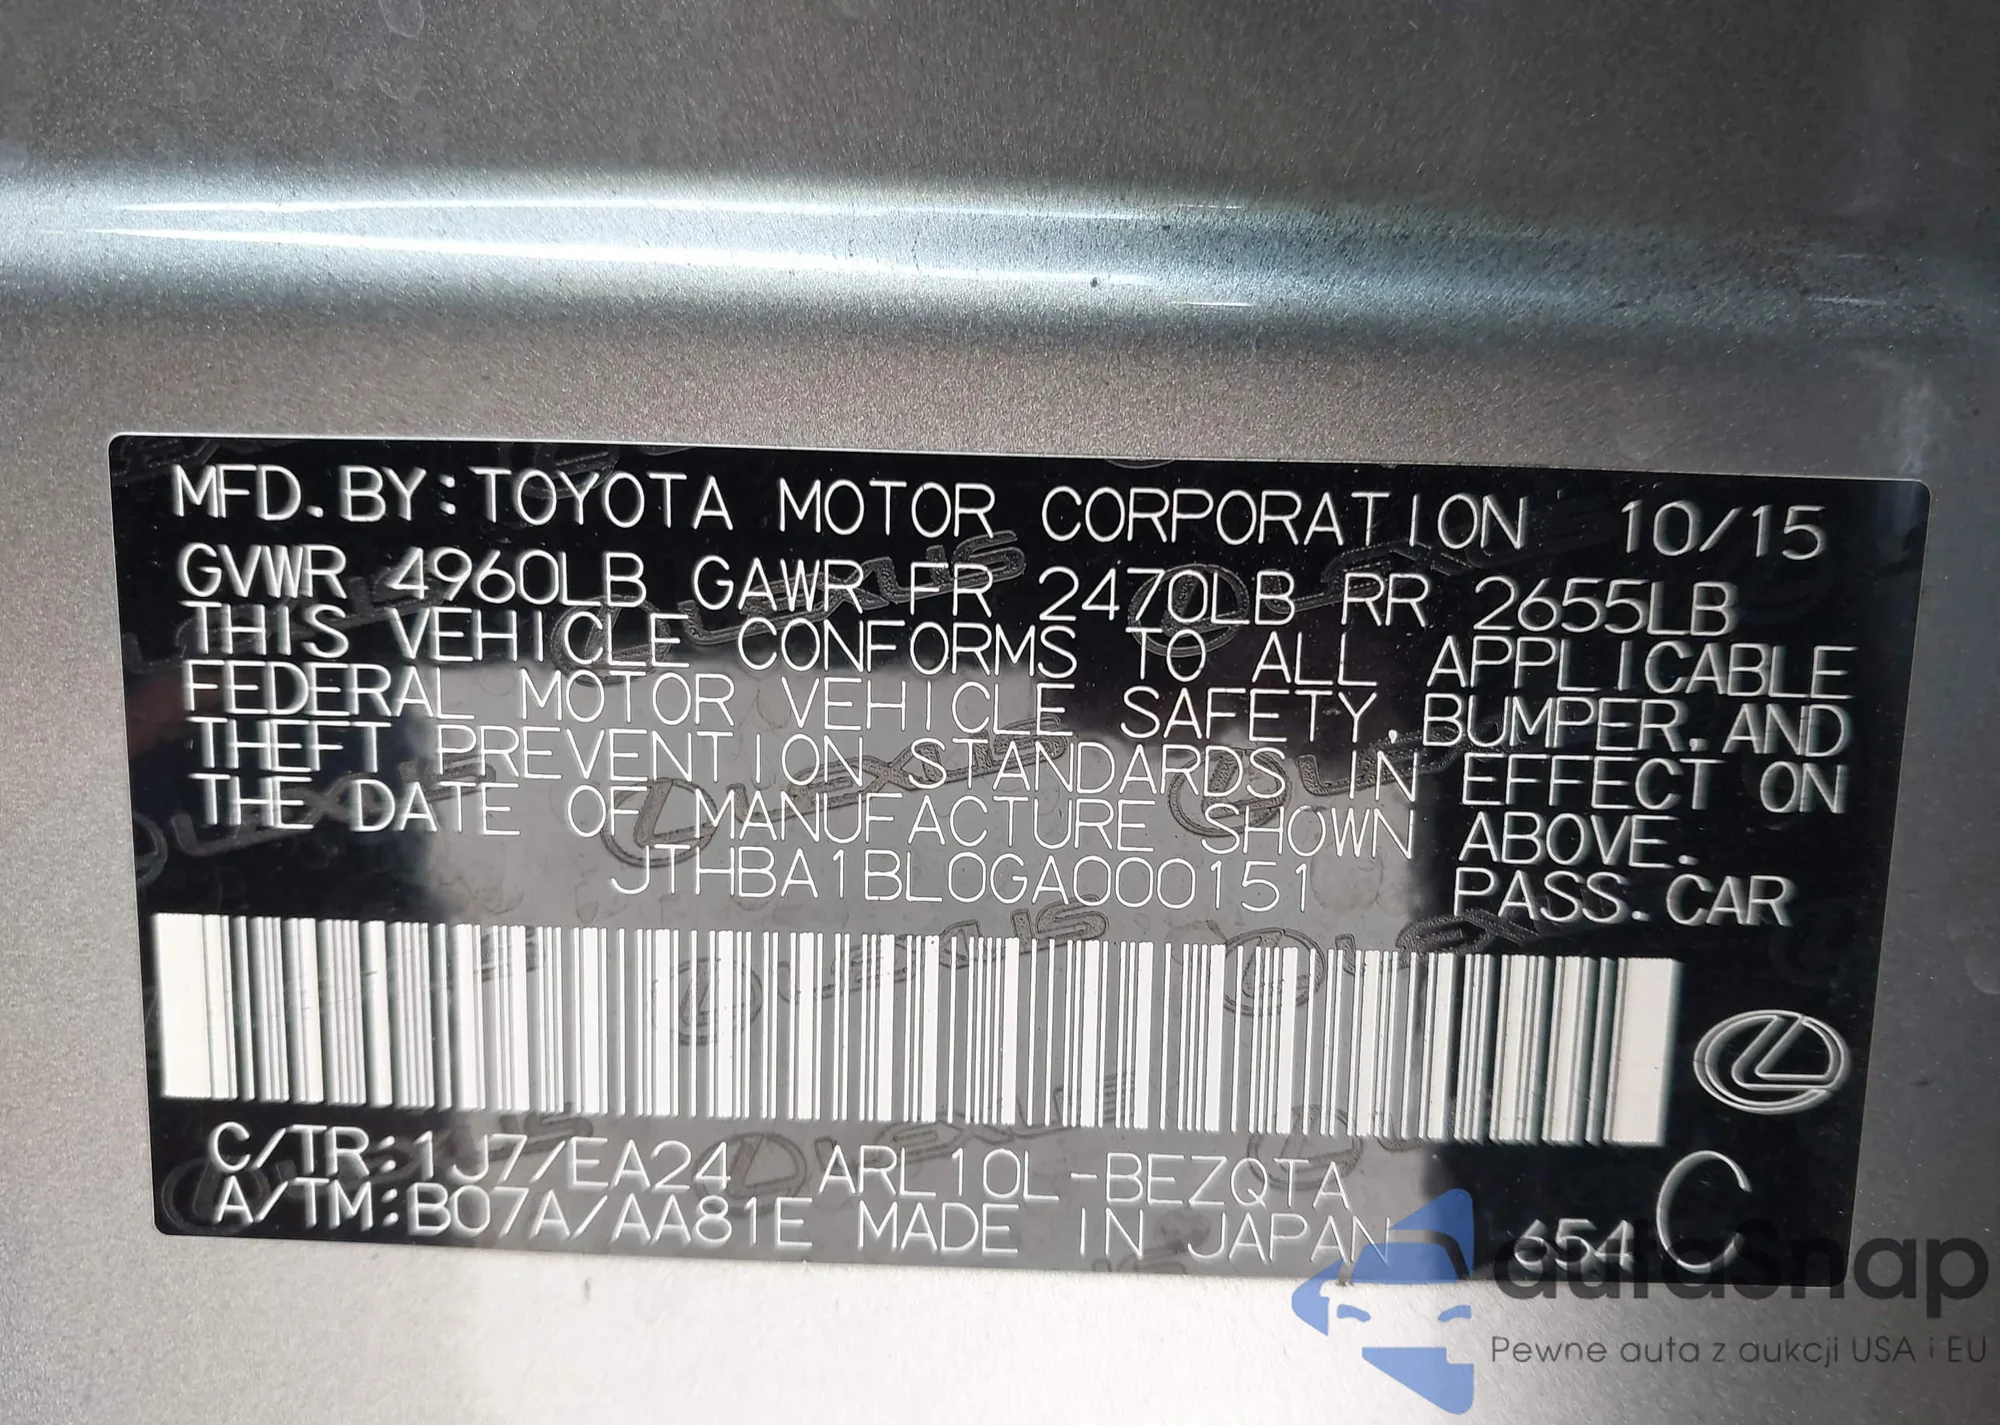 MFD. BY: TOYOTA MOTOR CORPORATION 10/15
GVWR 4960LB GAWR FR 2470LB RR 2655LB
THIS VEHICLE CONFORMS TO ALL APPLICABLE
FEDERAL MOTOR VEHICLE SAFETY, BUMPER, AND
THEFT PREVENTION STANDARDS IN EFFECT ON
THE DATE OF MANUFACTURE SHOWN ABOVE.
JTHBA1BL0GA000151 PASS. CAR
C/TR: 1J7/EA24 ARL10L-BEZQTA
A/TM: B07A/AA81E MADE IN JAPAN 654 C
autaSnap
Pewne auta z aukcji USA i EU